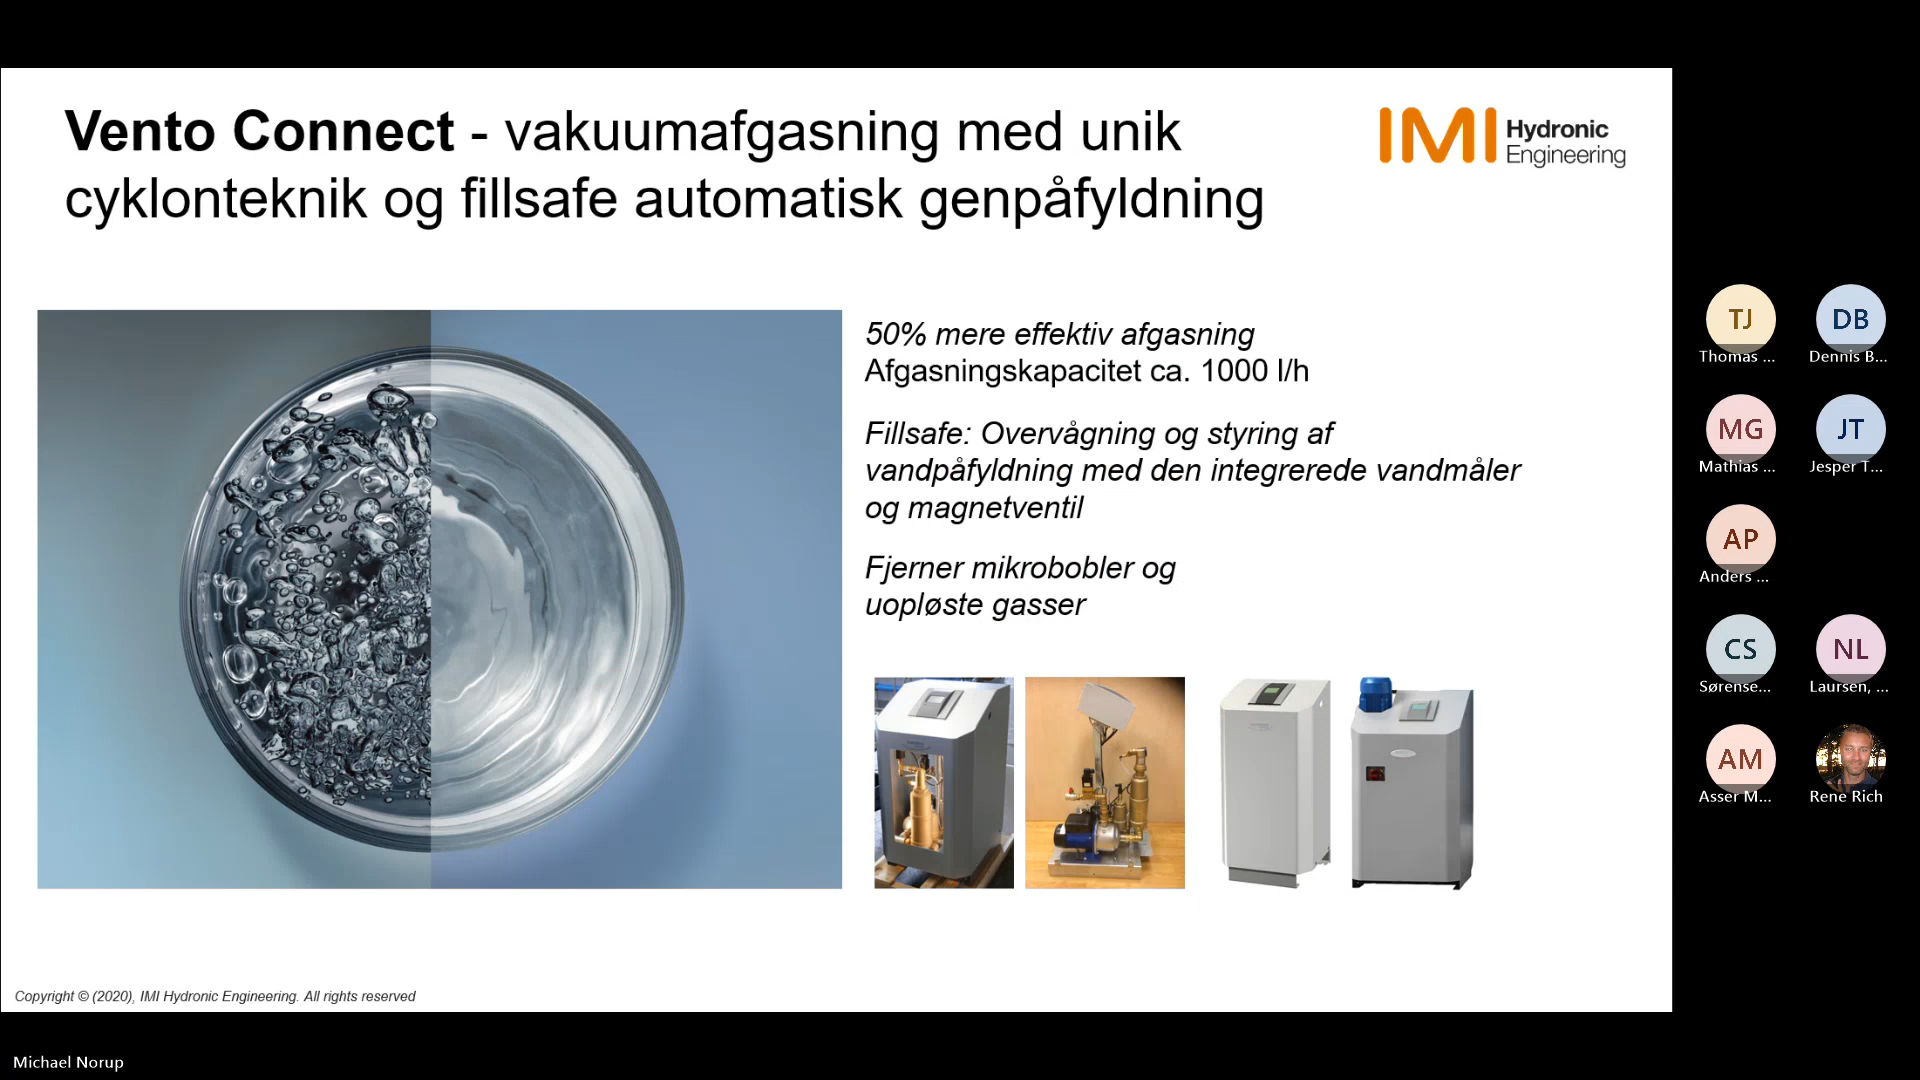 Vento Connect - vakuumafgasning med unik
cyklonteknik og fillsafe automatisk genpåfyldning
IMI Hydronic
Engineering
50% mere effektiv afgasning
Afgasningskapacitet ca. 1000 l/h
Fillsafe: Overvågning og styring af
vandpåfyldning med den integrerede vandmåler
og magnetventil
Fjerner mikrobobler og
uopløste gasser
Copyright © (2020), IMI Hydronic Engineering. All rights reserved
Michael Norup
TJ
Thomas ...
DB
Dennis B...
MG
Mathias ...
JT
Jesper T...
AP
Anders ...
CS
Sørense...
NL
Laursen, ...
AM
Asser M...
Rene Rich